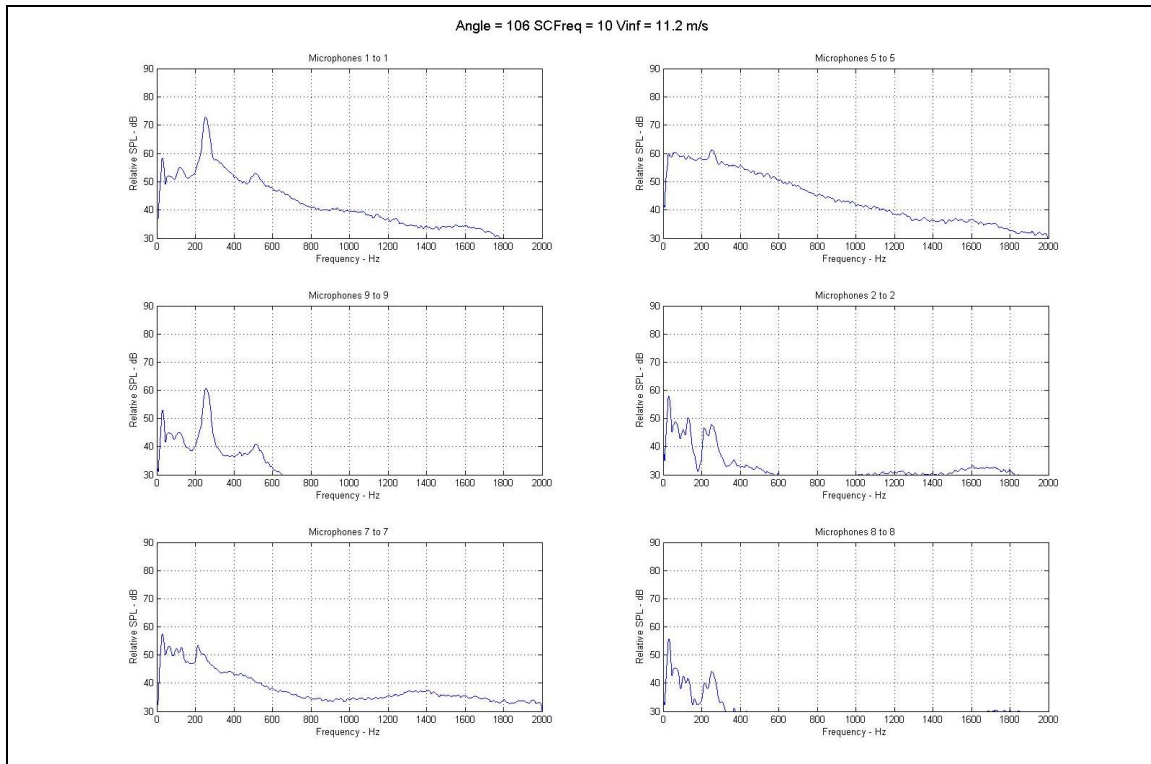 Angle = 106 SCFreq = 10 Vinf = 11.2 m/s
Microphones 1 to 1
Relative SPL - dB
90
80
70
60
50
40
30
0 200 400 600 800 1000 1200 1400 1600 1800 2000
Frequency - Hz
Microphones 5 to 5
Relative SPL - dB
90
80
70
60
50
40
30
0 200 400 600 800 1000 1200 1400 1600 1800 2000
Frequency - Hz
Microphones 9 to 9
Relative SPL - dB
90
80
70
60
50
40
30
0 200 400 600 800 1000 1200 1400 1600 1800 2000
Frequency - Hz
Microphones 2 to 2
Relative SPL - dB
90
80
70
60
50
40
30
0 200 400 600 800 1000 1200 1400 1600 1800 2000
Frequency - Hz
Microphones 7 to 7
Relative SPL - dB
90
80
70
60
50
40
30
0 200 400 600 800 1000 1200 1400 1600 1800 2000
Frequency - Hz
Microphones 8 to 8
Relative SPL - dB
90
80
70
60
50
40
30
0 200 400 600 800 1000 1200 1400 1600 1800 2000
Frequency - Hz